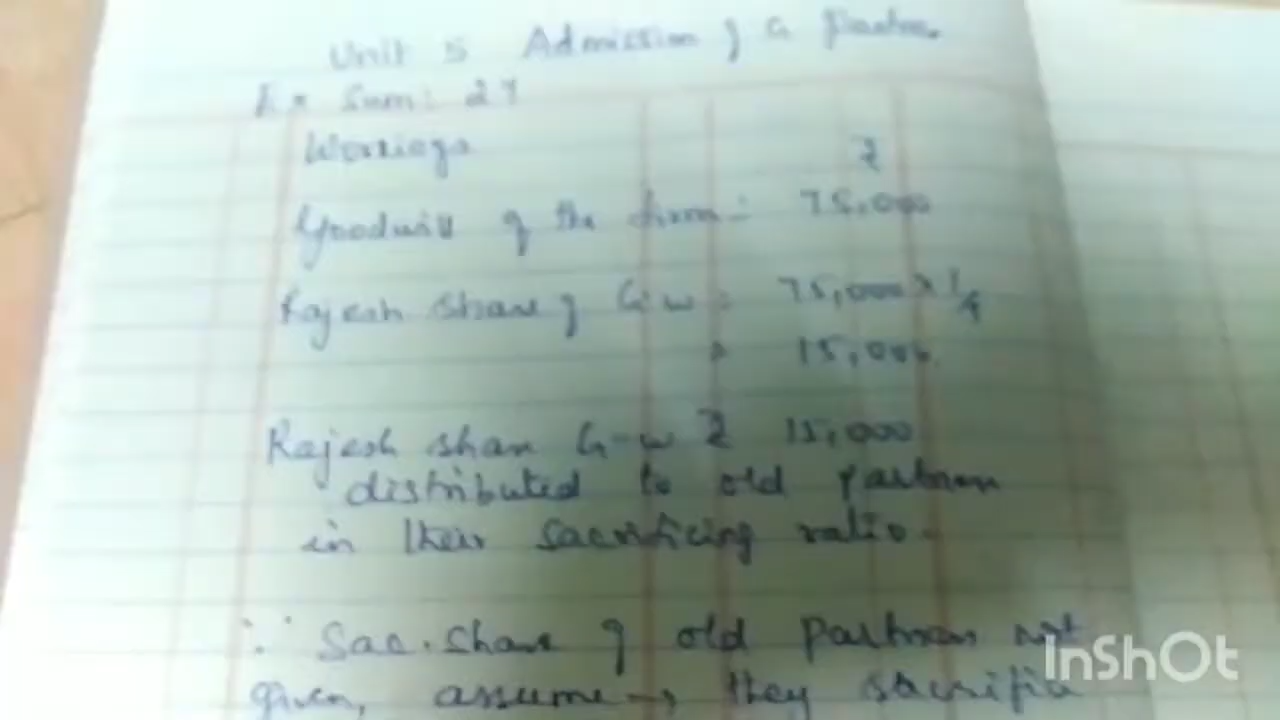 Unit 5 Admission of a Partner
Ex Sum: 27
Workings ₹
Goodwill of the firm: 75,000
Rajesh share of G.W: 75,000 × 1/
15,000
Rajesh share G-W ₹ 15,000
distributed to old partners
in their sacrificing ratio.
∵ Sac. Share of old partners not
given, assume → they sacrifice
InShOt